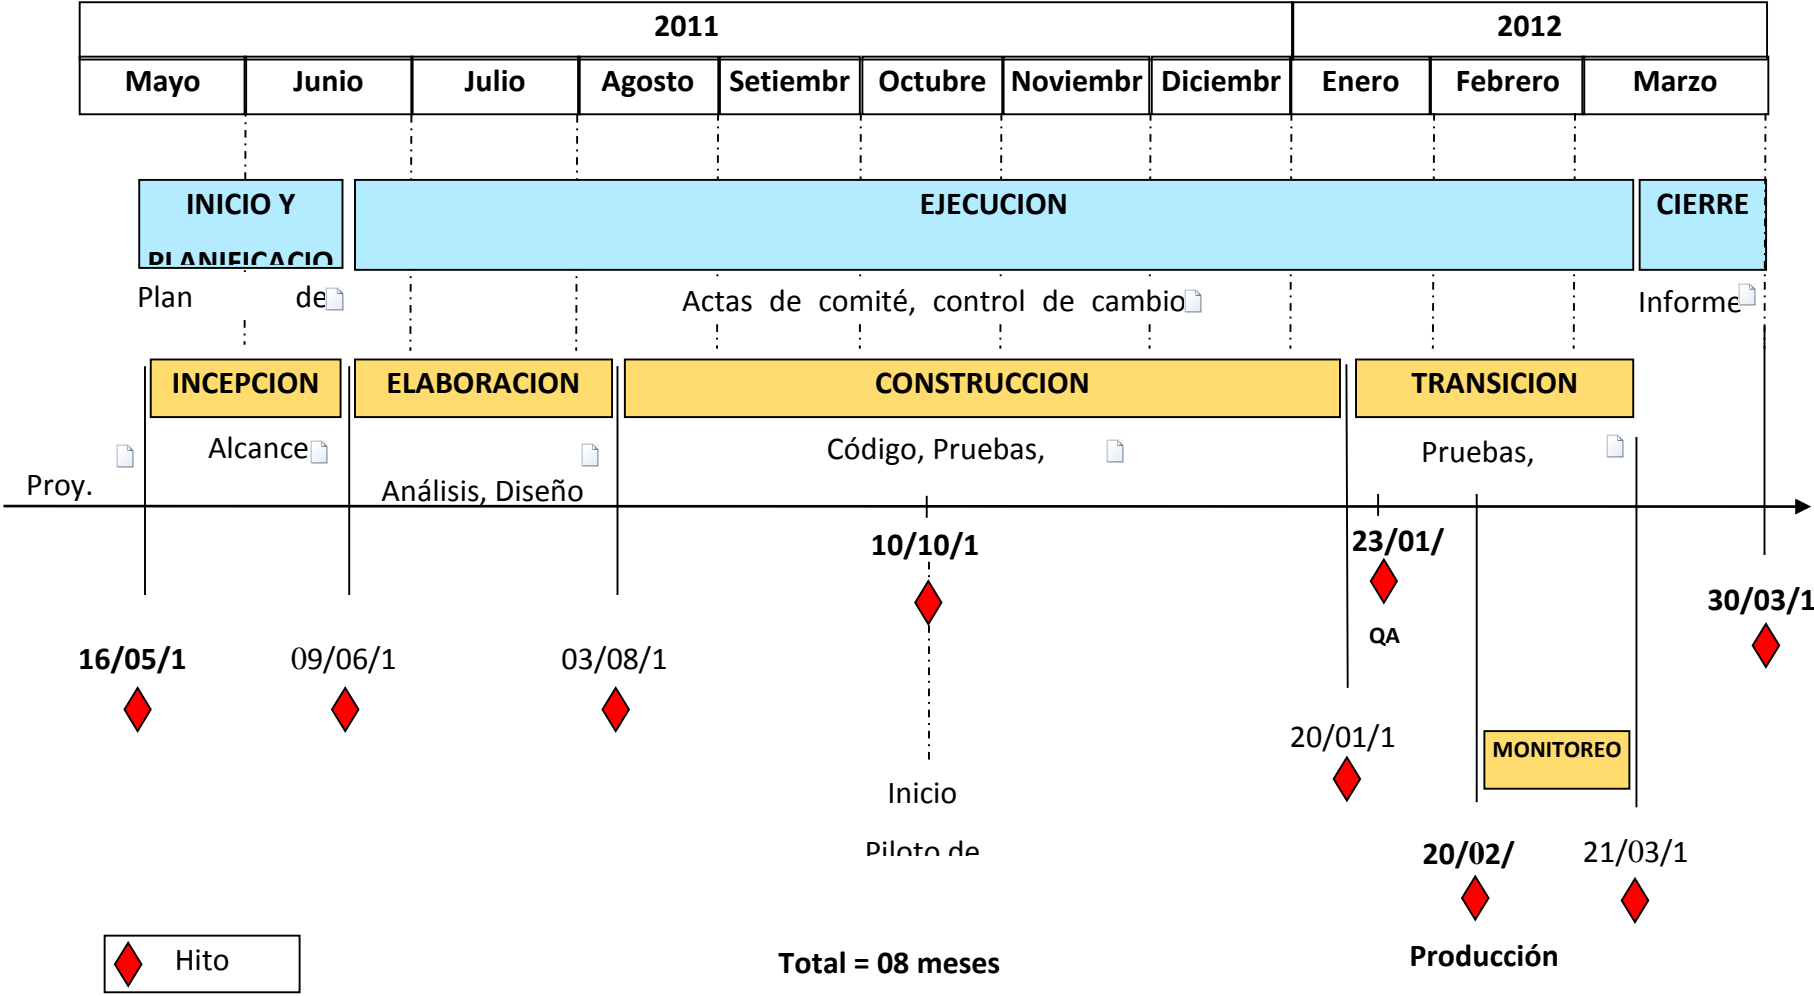 2011 2012
Mayo Junio Julio Agosto Setiembr Octubre Noviembr Diciembr Enero Febrero Marzo
INICIO Y
PLANIFICACIO
EJECUCION
CIERRE
Plan de
Actas de comité, control de cambio
Informe
INCEPCION
ELABORACION
CONSTRUCCION
TRANSICION
Proy.
Alcance
Análisis, Diseño
Código, Pruebas,
Pruebas,
10/10/1
23/01/
QA
30/03/1
16/05/1
09/06/1
03/08/1
20/01/1
MONITOREO
Inicio
Piloto de
20/02/
21/03/1
Producción
Hito
Total = 08 meses